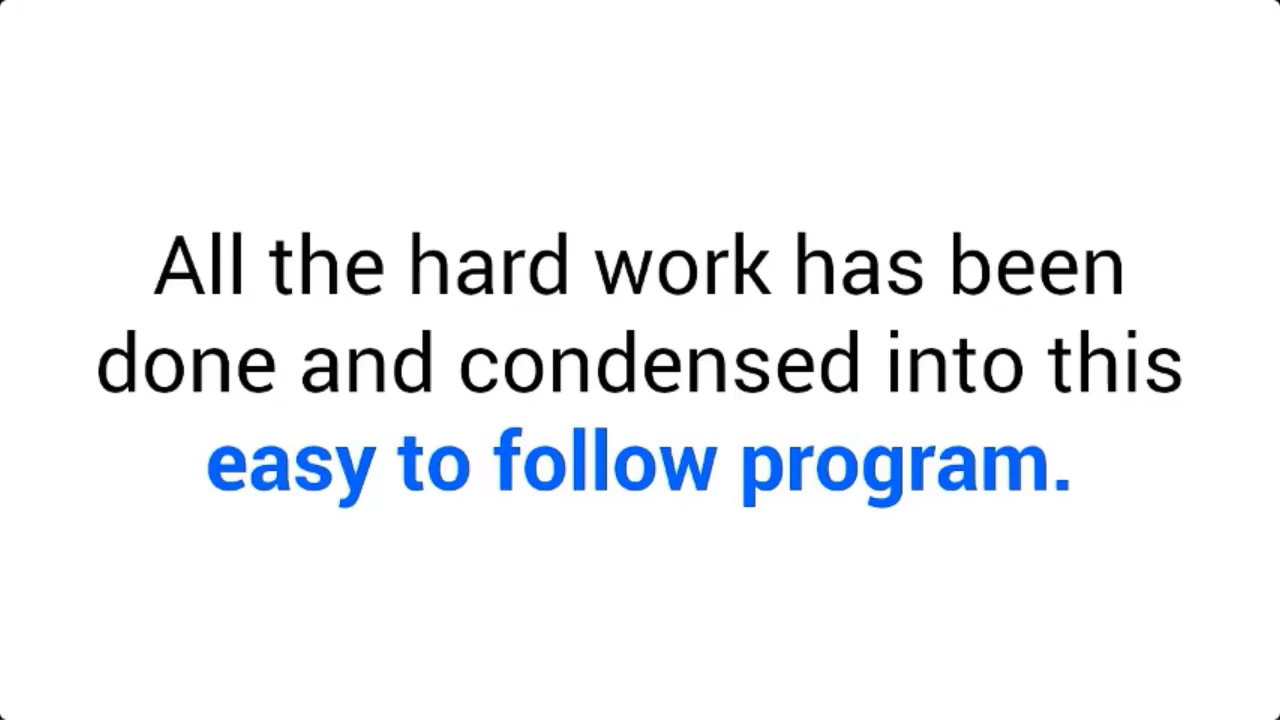 All the hard work has been
done and condensed into this
easy to follow program.